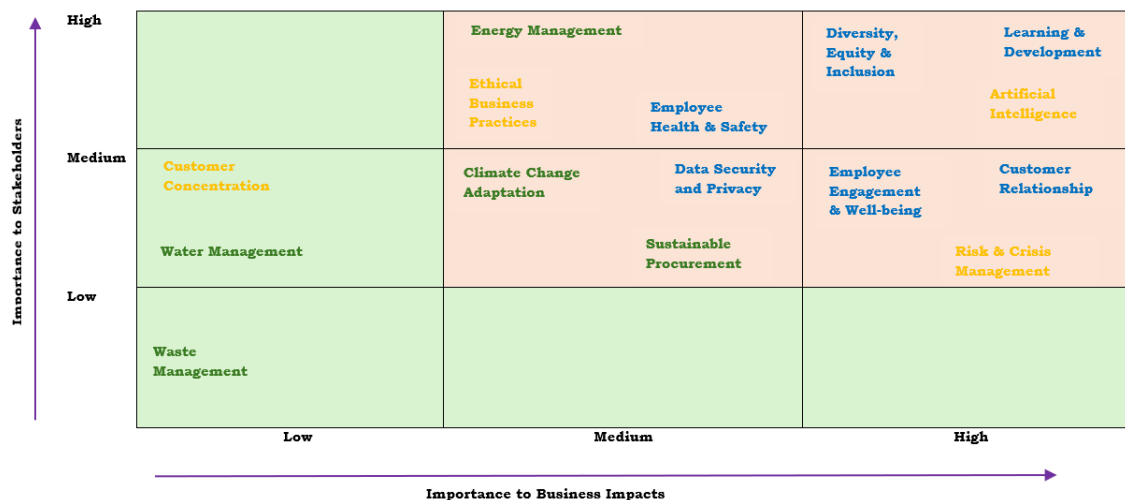 High
Energy Management
Diversity,
Equity &
Inclusion
Learning &
Development
Ethical
Business
Practices
Employee
Health & Safety
Artificial
Intelligence
Importance to Stakeholders
Medium
Customer
Concentration
Climate Change
Adaptation
Data Security
and Privacy
Employee
Engagement
& Well-being
Customer
Relationship
Water Management
Sustainable
Procurement
Risk & Crisis
Management
Low
Waste
Management
Low
Medium
High
Importance to Business Impacts